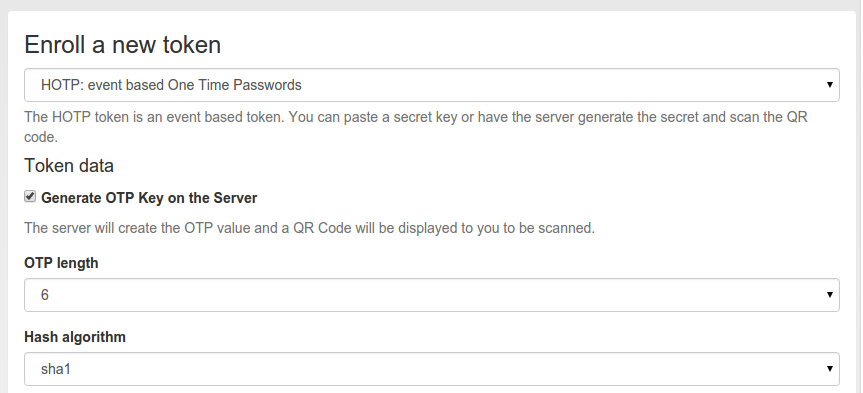 Enroll a new token
HOTP: event based One Time Passwords
The HOTP token is an event based token. You can paste a secret key or have the server generate the secret and scan the QR
code.
Token data
Generate OTP Key on the Server
The server will create the OTP value and a QR Code will be displayed to you to be scanned.
OTP length
6
Hash algorithm
sha1